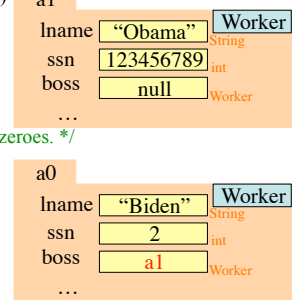 a1
Worker
lname "Obama"
String
ssn 123456789
int
boss null
Worker
…
zeroes. */
a0
Worker
lname "Biden"
String
ssn 2
int
boss a1
Worker
…